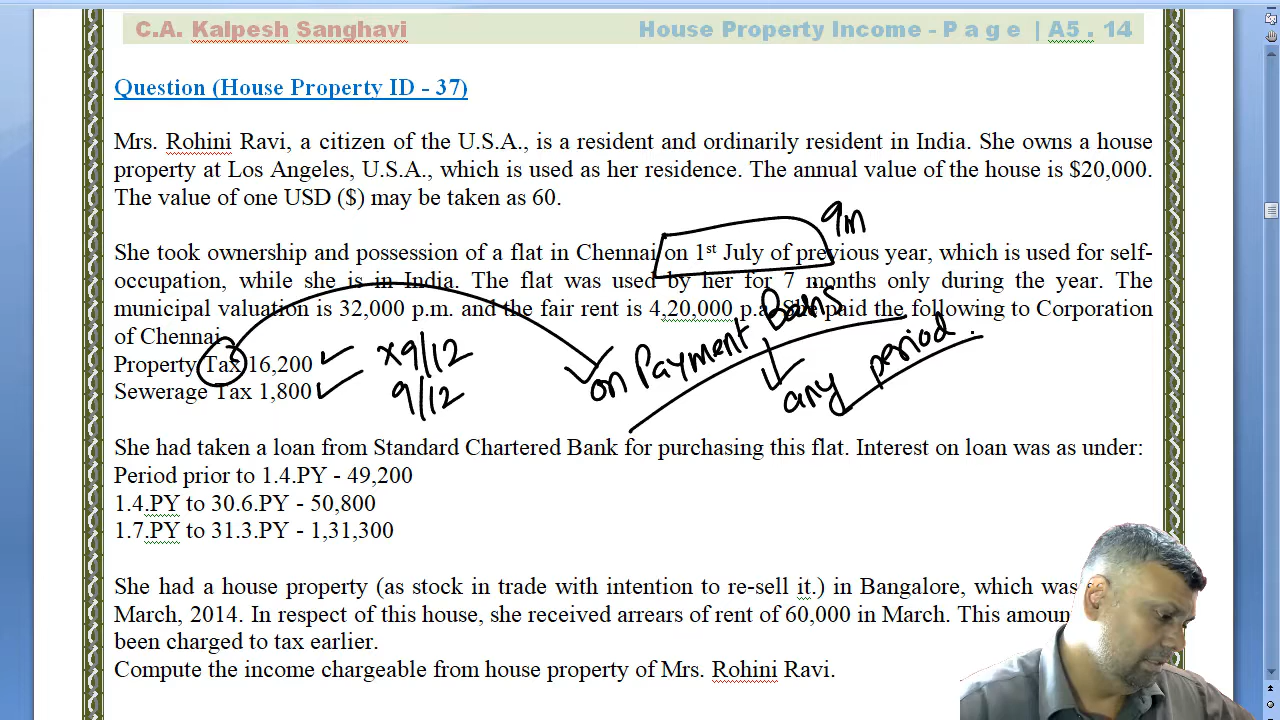 C.A. Kalpesh Sanghavi House Property Income - P a g e | A5 . 14
Question (House Property ID - 37)
Mrs. Rohini Ravi, a citizen of the U.S.A., is a resident and ordinarily resident in India. She owns a house
property at Los Angeles, U.S.A., which is used as her residence. The annual value of the house is $20,000.
The value of one USD ($) may be taken as 60.
9m
She took ownership and possession of a flat in Chennai on 1st July of previous year, which is used for self-
occupation, while she is in India. The flat was used by her for 7 months only during the year. The
municipal valuation is 32,000 p.m. and the fair rent is 4,20,000 p.a. She paid the following to Corporation
of Chennai
Property Tax 16,200 x9/12
Sewerage Tax 1,800 9/12
on Payment Basis
any period.
She had taken a loan from Standard Chartered Bank for purchasing this flat. Interest on loan was as under:
Period prior to 1.4.PY - 49,200
1.4.PY to 30.6.PY - 50,800
1.7.PY to 31.3.PY - 1,31,300
She had a house property (as stock in trade with intention to re-sell it.) in Bangalore, which was
March, 2014. In respect of this house, she received arrears of rent of 60,000 in March. This
been charged to tax earlier.
Compute the income chargeable from house property of Mrs. Rohini Ravi.